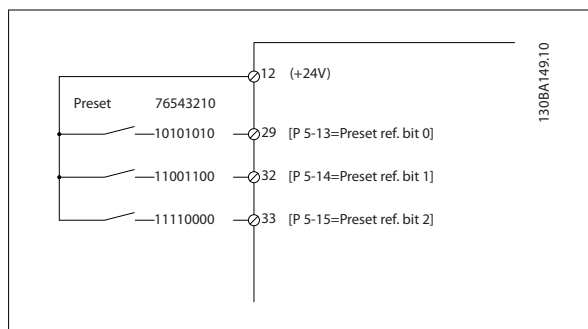 12 (+24V)
Preset 76543210
10101010 29 [P 5-13=Preset ref. bit 0]
11001100 32 [P 5-14=Preset ref. bit 1]
11110000 33 [P 5-15=Preset ref. bit 2]
130BA149.10